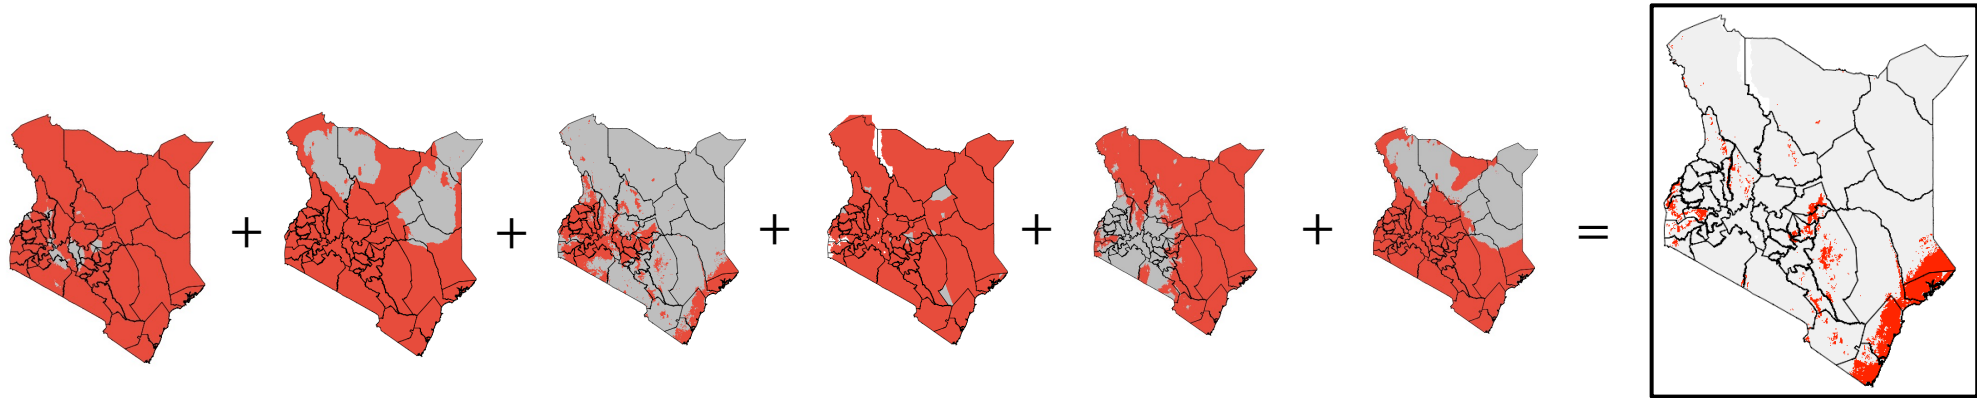 + + + + + =